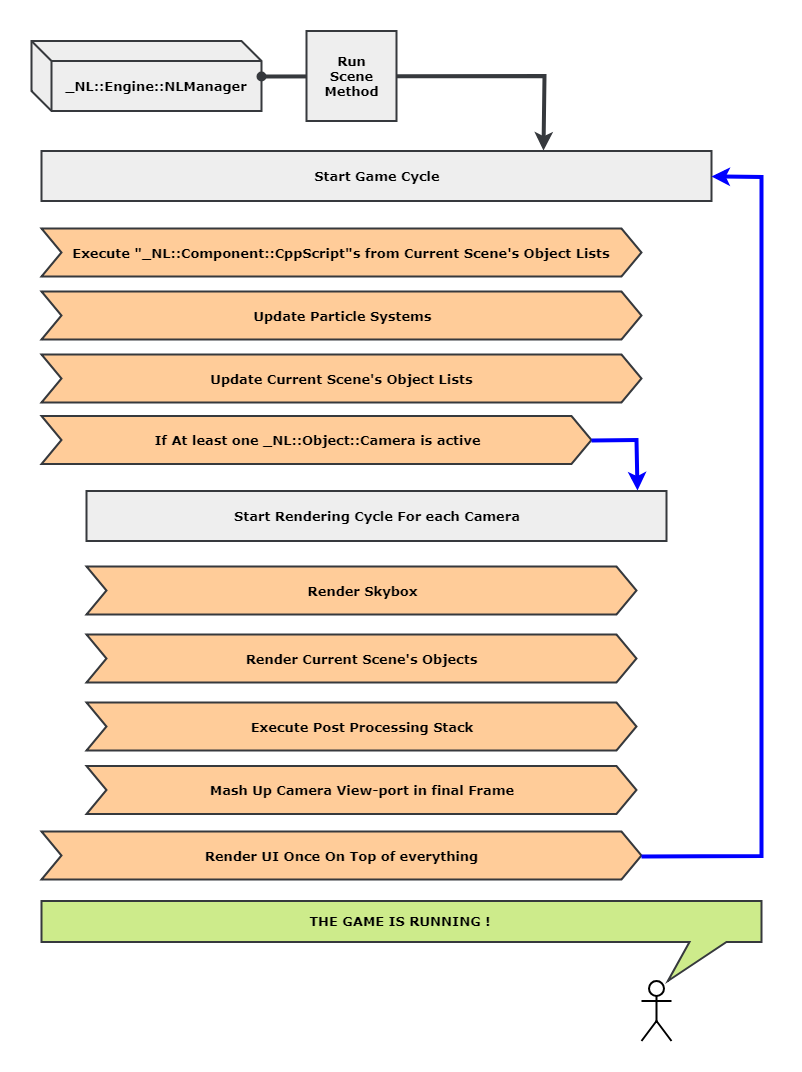 _NL::Engine::NLManager
Run
Scene
Method
Start Game Cycle
Execute "_NL::Component::CppScript"s from Current Scene's Object Lists
Update Particle Systems
Update Current Scene's Object Lists
If At least one _NL::Object::Camera is active
Start Rendering Cycle For each Camera
Render Skybox
Render Current Scene's Objects
Execute Post Processing Stack
Mash Up Camera View-port in final Frame
Render UI Once On Top of everything
THE GAME IS RUNNING !